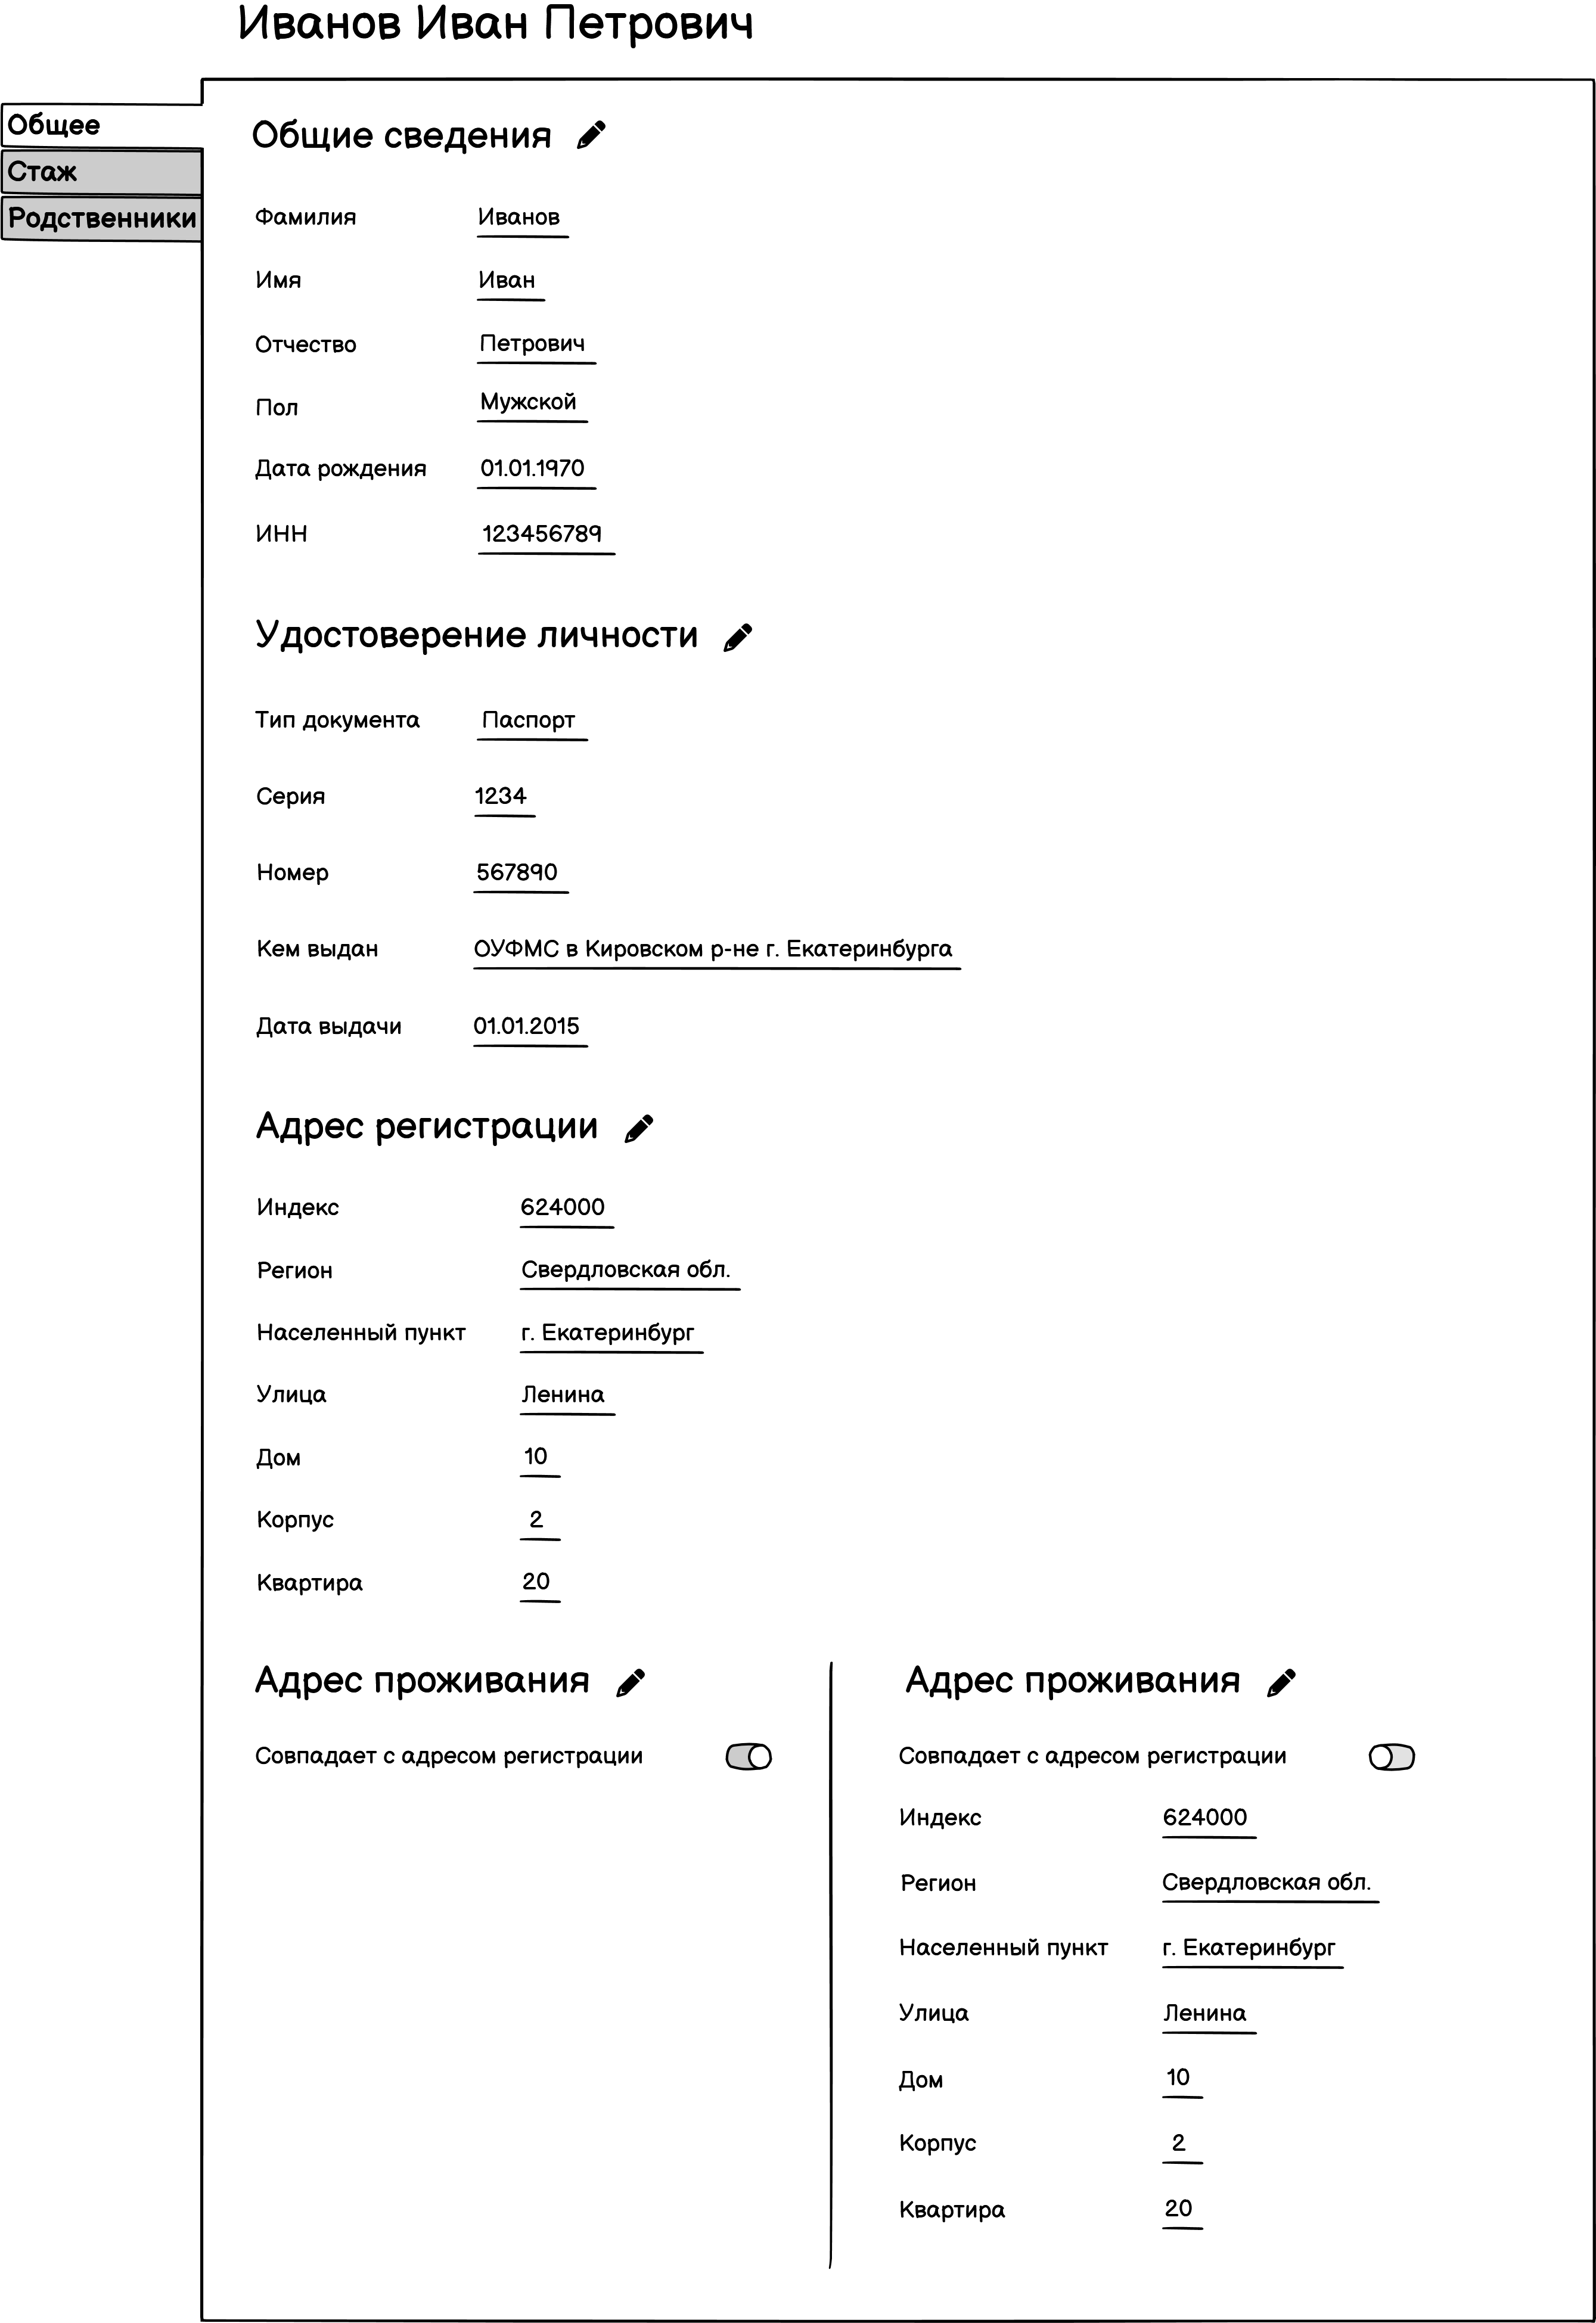 Иванов Иван Петрович
Общее
Стаж
Родственники
Общие сведения
Фамилия Иванов
Имя Иван
Отчество Петрович
Пол Мужской
Дата рождения 01.01.1970
ИНН 123456789
Удостоверение личности
Тип документа Паспорт
Серия 1234
Номер 567890
Кем выдан ОУФМС в Кировском р-не г. Екатеринбурга
Дата выдачи 01.01.2015
Адрес регистрации
Индекс 624000
Регион Свердловская обл.
Населенный пункт г. Екатеринбург
Улица Ленина
Дом 10
Корпус 2
Квартира 20
Адрес проживания
Совпадает с адресом регистрации
Адрес проживания
Совпадает с адресом регистрации
Индекс 624000
Регион Свердловская обл.
Населенный пункт г. Екатеринбург
Улица Ленина
Дом 10
Корпус 2
Квартира 20